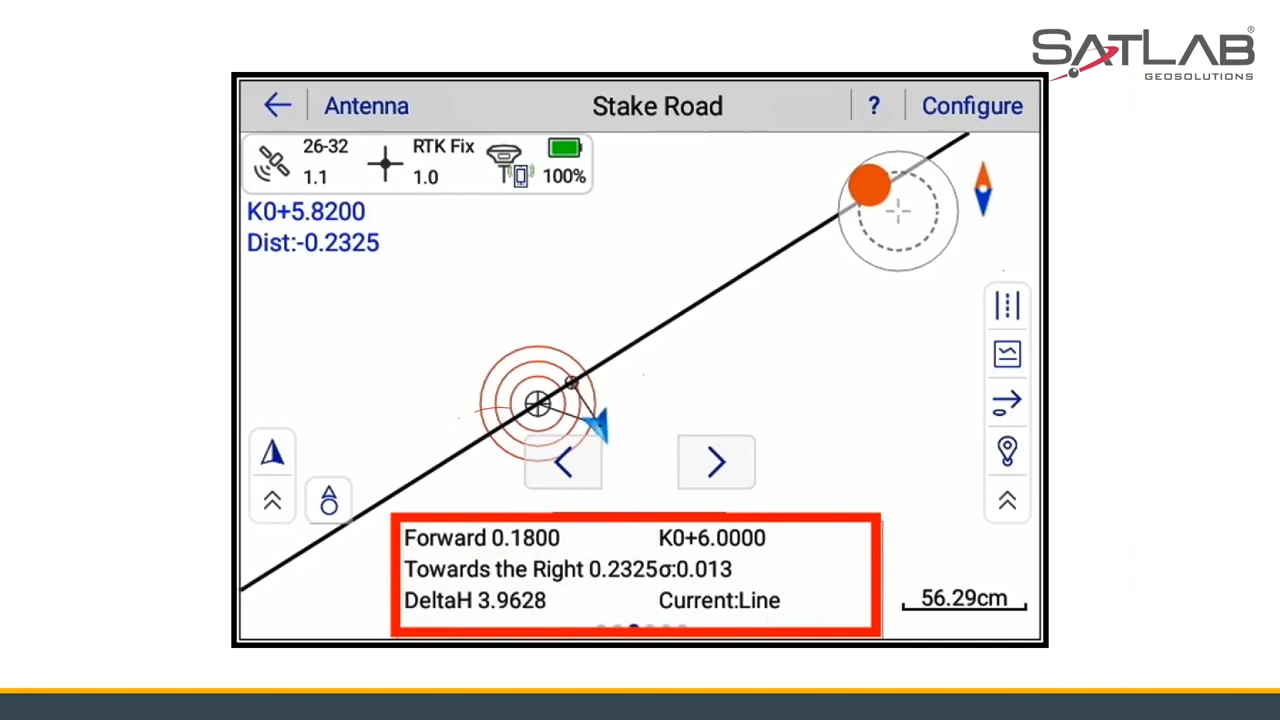 SATLAB®
GEOSOLUTIONS
Antenna
Stake Road
?
Configure
26-32
1.1
RTK Fix
1.0
100%
K0+5.8200
Dist:-0.2325
Forward 0.1800
K0+6.0000
Towards the Right 0.2325σ:0.013
DeltaH 3.9628
Current:Line
56.29cm